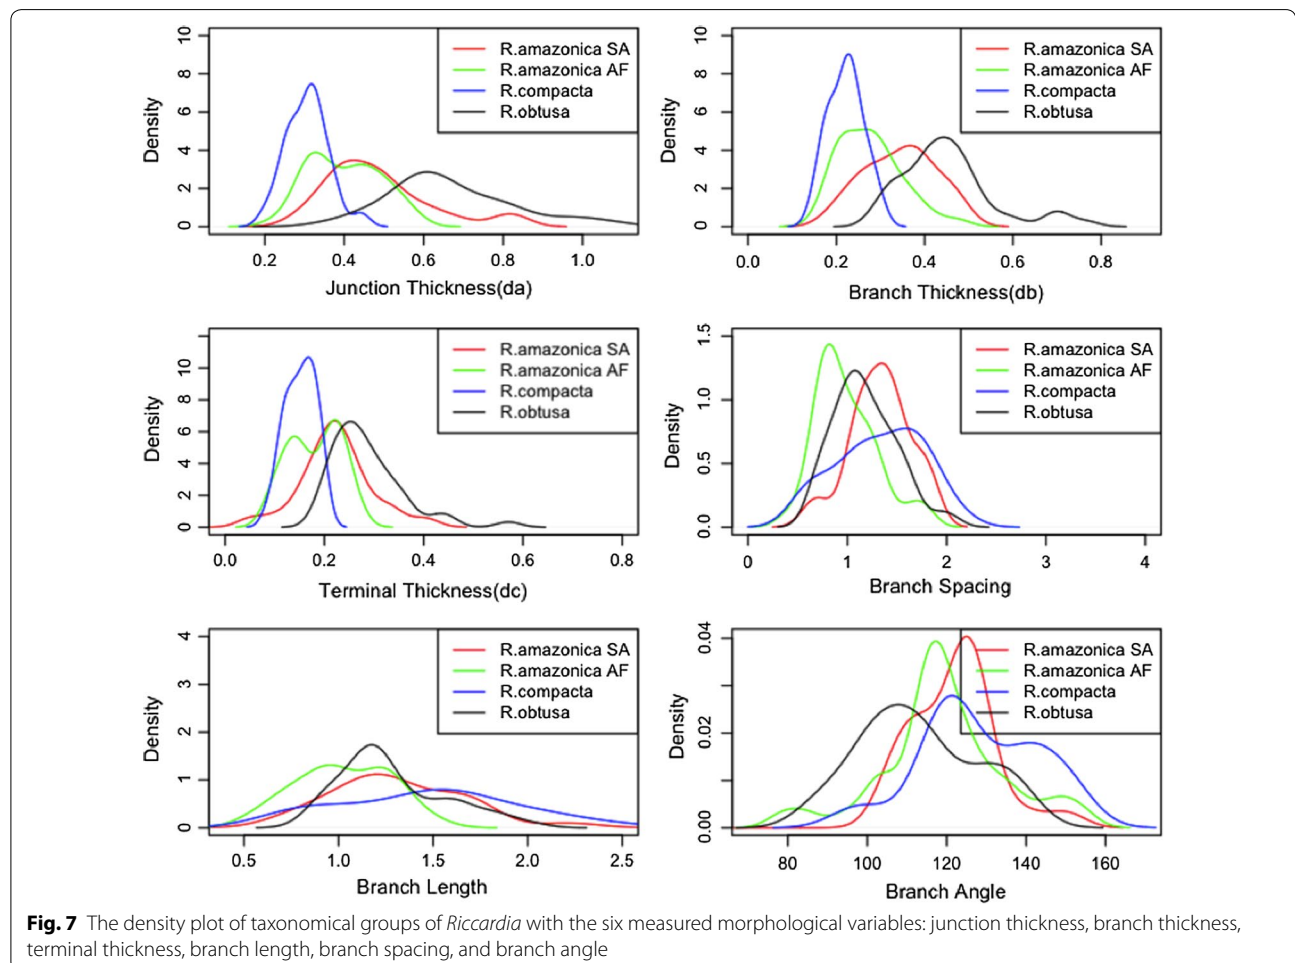 10
8
6
4
2
0
Density
R.amazonica SA
R.amazonica AF
R.compacta
R.obtusa
0.2 0.4 0.6 0.8 1.0
Junction Thickness(da)
10
8
6
4
2
0
Density
R.amazonica SA
R.amazonica AF
R.compacta
R.obtusa
0.0 0.2 0.4 0.6 0.8
Branch Thickness(db)
10
8
6
4
2
0
Density
R.amazonica SA
R.amazonica AF
R.compacta
R.obtusa
0.0 0.2 0.4 0.6 0.8
Terminal Thickness(dc)
1.5
1.0
0.5
0.0
Density
R.amazonica SA
R.amazonica AF
R.compacta
R.obtusa
0 1 2 3 4
Branch Spacing
4
3
2
1
0
Density
R.amazonica SA
R.amazonica AF
R.compacta
R.obtusa
0.5 1.0 1.5 2.0 2.5
Branch Length
0.04
0.02
0.00
Density
R.amazonica SA
R.amazonica AF
R.compacta
R.obtusa
80 100 120 140 160
Branch Angle
Fig. 7 The density plot of taxonomical groups of Riccardia with the six measured morphological variables: junction thickness, branch thickness,
terminal thickness, branch length, branch spacing, and branch angle